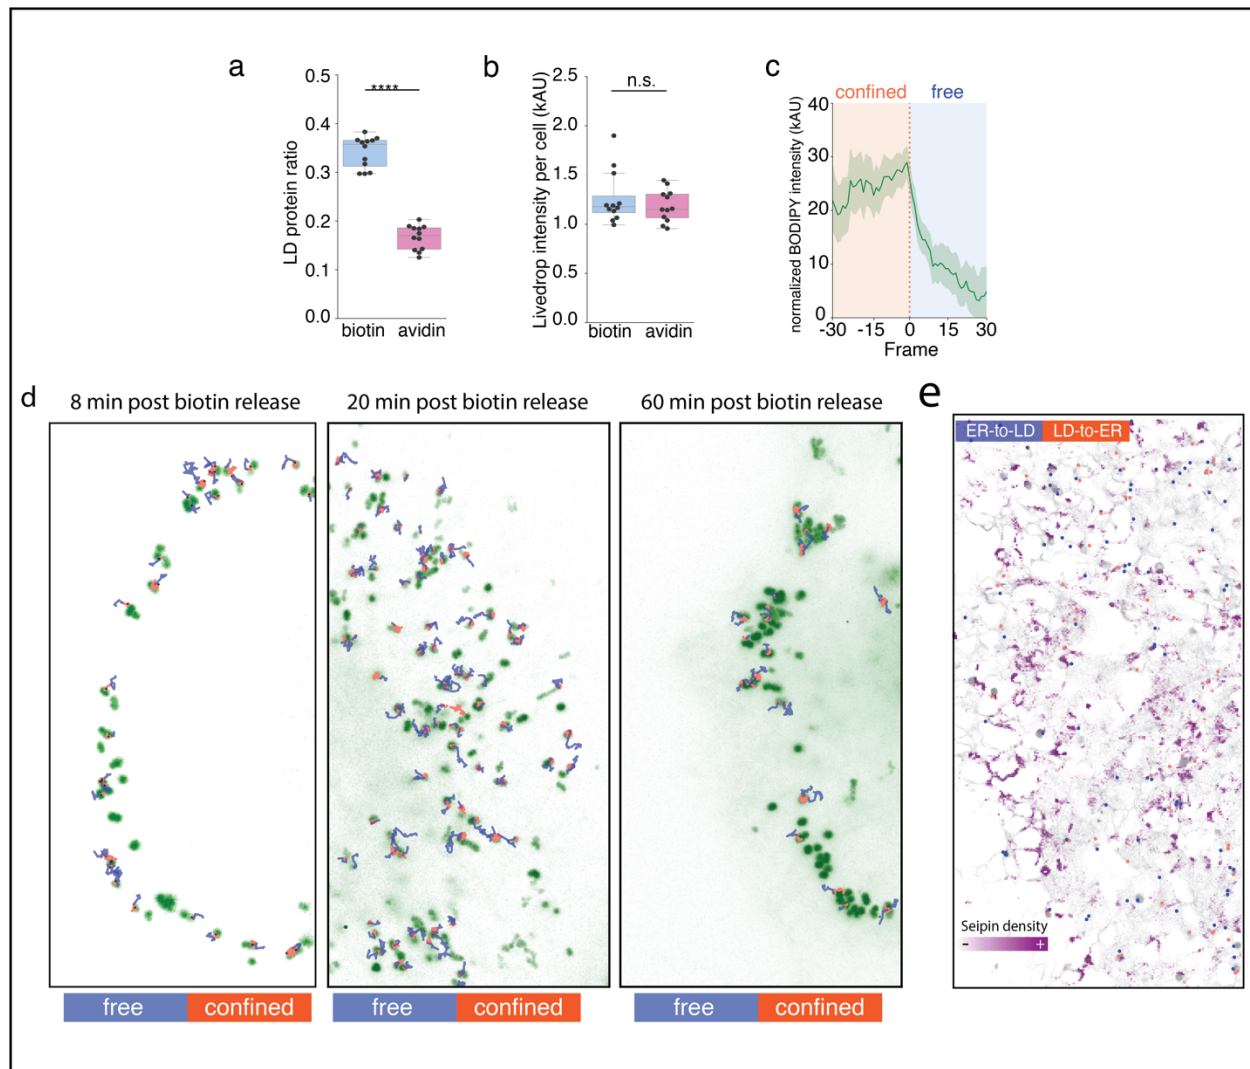 a
LD protein ratio
0.5
0.4
0.3
0.2
0.1
0.0
****
biotin
avidin
b
Livedrop intensity per cell (kAU)
2.5
2.0
1.5
1.0
0.5
0.0
n.s.
biotin
avidin
c
confined
free
normalized BODIPY intensity (kAU)
40
30
20
10
0
-30
-15
0
15
30
Frame
d
8 min post biotin release
20 min post biotin release
60 min post biotin release
free
confined
free
confined
free
confined
e
ER-to-LD
LD-to-ER
Seipin density
-
+